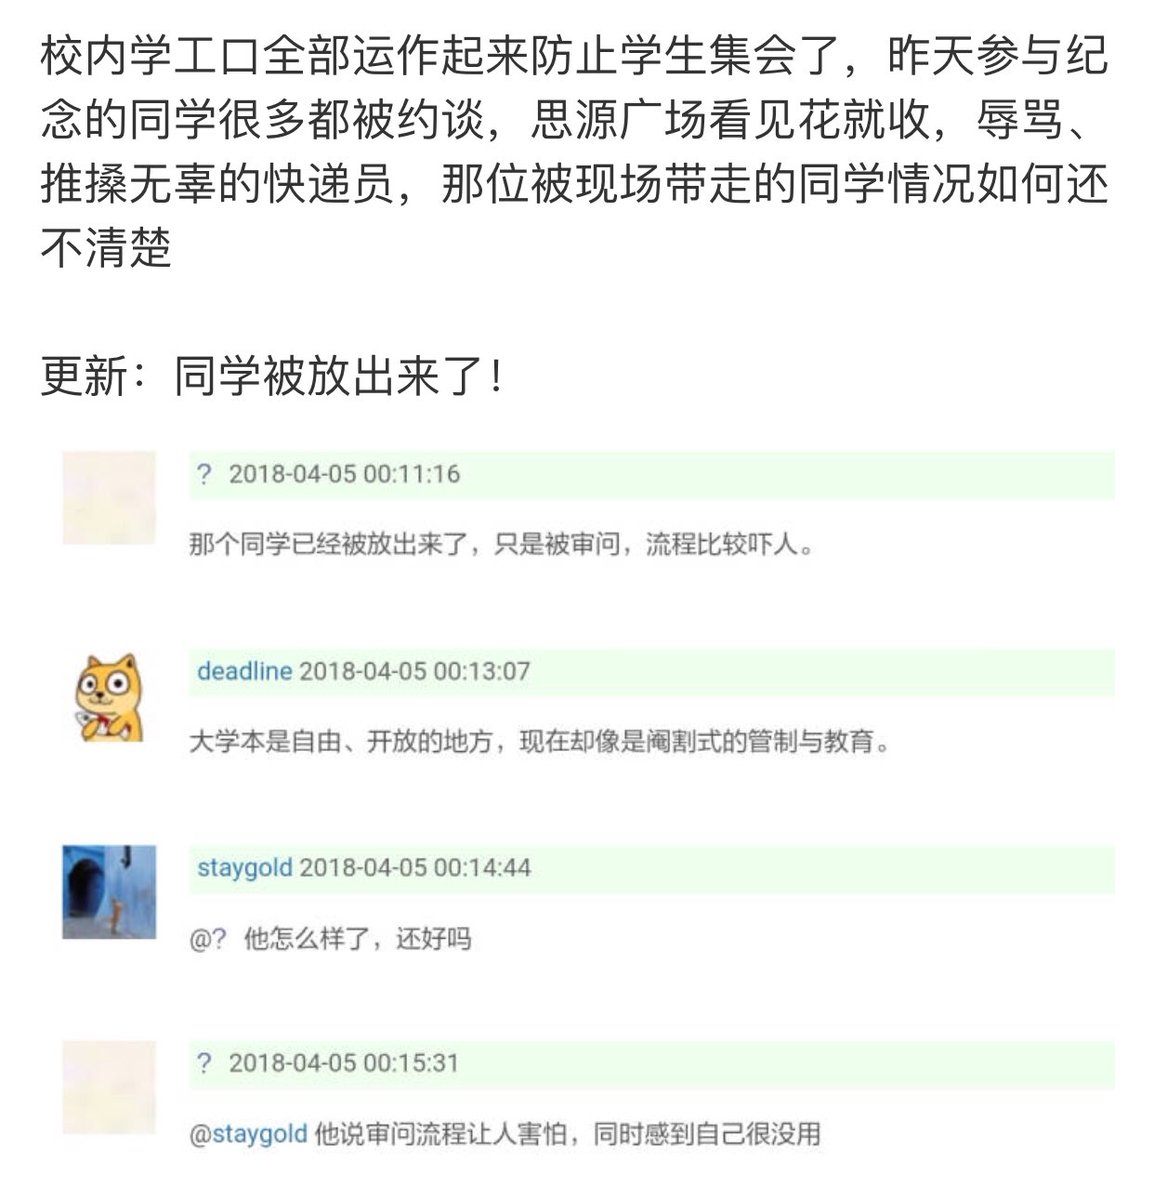 校内学工口全部运作起来防止学生集会了，昨天参与纪
念的同学很多都被约谈，思源广场看见花就收，辱骂、
推搡无辜的快递员，那位被现场带走的同学情况如何还
不清楚
更新：同学被放出来了！
? 2018-04-05 00:11:16
那个同学已经被放出来了，只是被审问，流程比较吓人。
deadline 2018-04-05 00:13:07
大学本是自由、开放的地方，现在却像是阉割式的管制与教育。
staygold 2018-04-05 00:14:44
@? 他怎么样了，还好吗
? 2018-04-05 00:15:31
@staygold 他说审问流程让人害怕，同时感到自己很没用